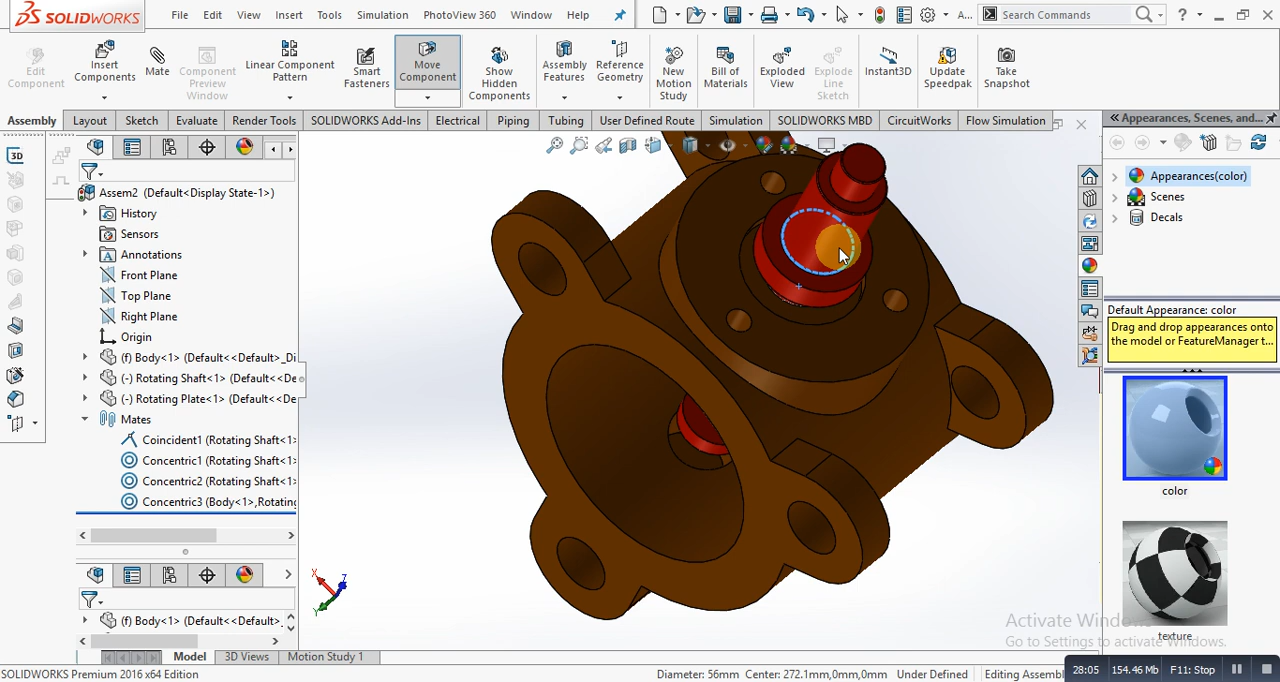 SOLIDWORKS File Edit View Insert Tools Simulation PhotoView 360 Window Help A... Search Commands ?
Edit Component
Insert Components
Mate
Component Preview Window
Linear Component Pattern
Smart Fasteners
Move Component
Show Hidden Components
Assembly Features
Reference Geometry
New Motion Study
Bill of Materials
Exploded View
Explode Line Sketch
Instant3D
Update Speedpak
Take Snapshot
Assembly Layout Sketch Evaluate Render Tools SOLIDWORKS Add-Ins Electrical Piping Tubing User Defined Route Simulation SOLIDWORKS MBD CircuitWorks Flow Simulation
Appearances, Scenes, and...
3D
Assem2 (Default<Display State-1>)
History
Sensors
Annotations
Front Plane
Top Plane
Right Plane
Origin
(f) Body<1> (Default<<Default>_Di
(-) Rotating Shaft<1> (Default<<De
(-) Rotating Plate<1> (Default<<De
Mates
Coincident1 (Rotating Shaft<1>
Concentric1 (Rotating Shaft<1>
Concentric2 (Rotating Shaft<1>
Concentric3 (Body<1>,Rotating
(f) Body<1> (Default<<Default>
X Z
Y
Appearances(color)
Scenes
Decals
Default Appearance: color
Drag and drop appearances onto
the model or FeatureManager t...
color
texture
Activate Windows
Go to Settings to activate Windows.
Model 3D Views Motion Study 1
SOLIDWORKS Premium 2016 x64 Edition Diameter: 56mm Center: 272.1mm,0mm,0mm Under Defined Editing Assembl
28:05 154.46 Mb F11: Stop